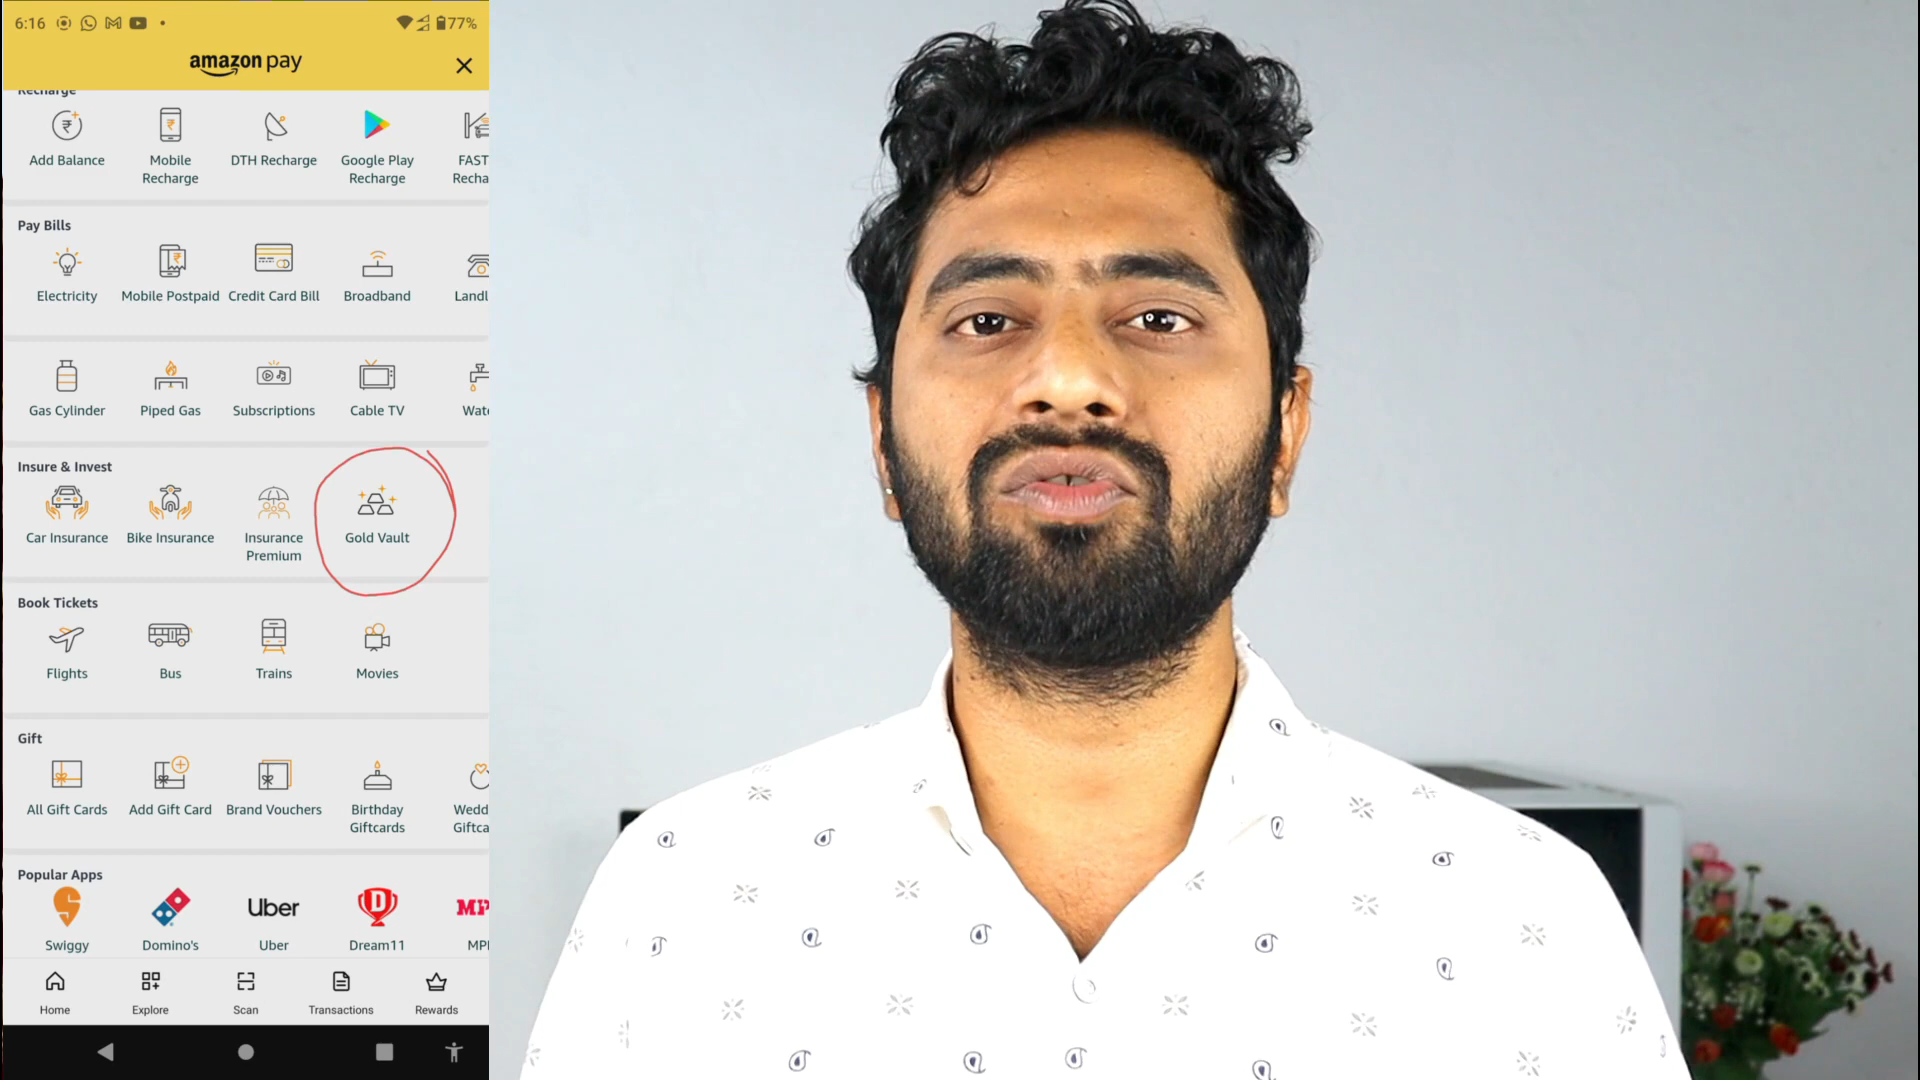 6:16
77%
amazon pay
Recharge
Add Balance
Mobile
Recharge
DTH Recharge
Google Play
Recharge
FAST
Recha
Pay Bills
Electricity
Mobile Postpaid
Credit Card Bill
Broadband
Landl
Gas Cylinder
Piped Gas
Subscriptions
Cable TV
Wate
Insure & Invest
Car Insurance
Bike Insurance
Insurance
Premium
Gold Vault
Book Tickets
Flights
Bus
Trains
Movies
Gift
All Gift Cards
Add Gift Card
Brand Vouchers
Birthday
Giftcards
Wedd
Giftca
Popular Apps
Uber
D
MP
Swiggy
Domino's
Uber
Dream11
MPL
Home
Explore
Scan
Transactions
Rewards